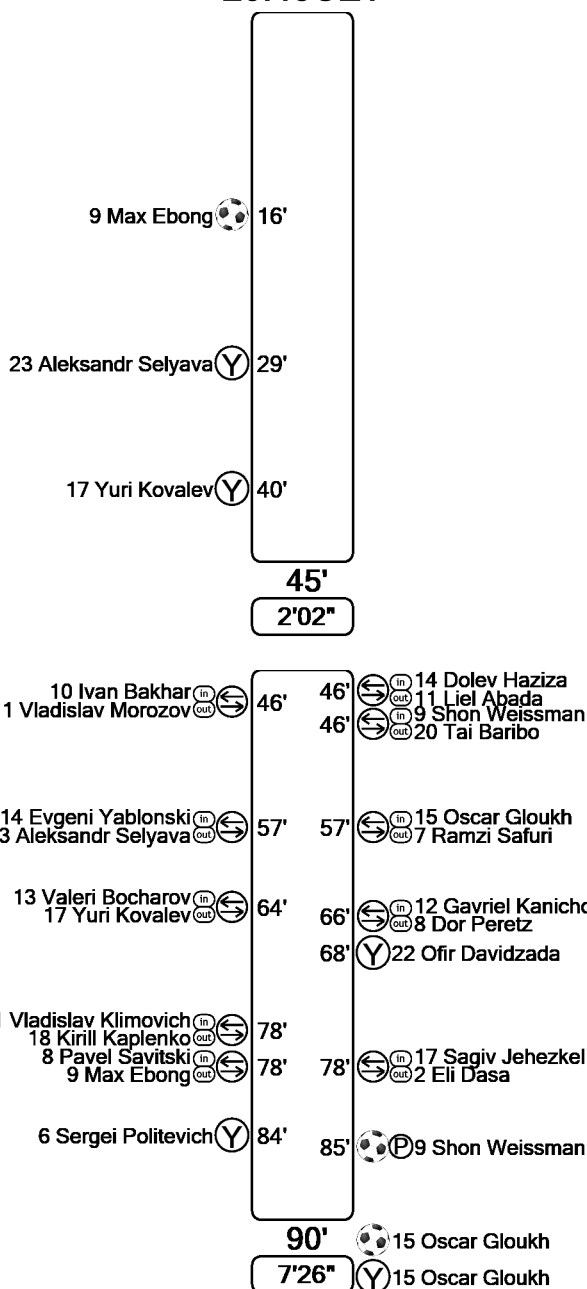 9 Max Ebong 16'
23 Aleksandr Selyava Y 29'
17 Yuri Kovalev Y 40'
45'
2'02"
10 Ivan Bakhar in 46'
1 Vladislav Morozov out
46' in 14 Dolev Haziza
out 11 Liel Abada
46' in 9 Shon Weissman
out 20 Tai Baribo
14 Evgeni Yablonski in 57'
3 Aleksandr Selyava out
57' in 15 Oscar Gloukh
out 7 Ramzi Safuri
13 Valeri Bocharov in 64'
17 Yuri Kovalev out
66' in 12 Gavriel Kanicho
out 8 Dor Peretz
68' Y 22 Ofir Davidzada
Vladislav Klimovich in 78'
18 Kirill Kaplenko out
8 Pavel Savitski in 78'
9 Max Ebong out
78' in 17 Sagiv Jehezkel
out 2 Eli Dasa
6 Sergei Politevich Y 84'
85' P 9 Shon Weissman
90' 15 Oscar Gloukh
7'26" Y 15 Oscar Gloukh